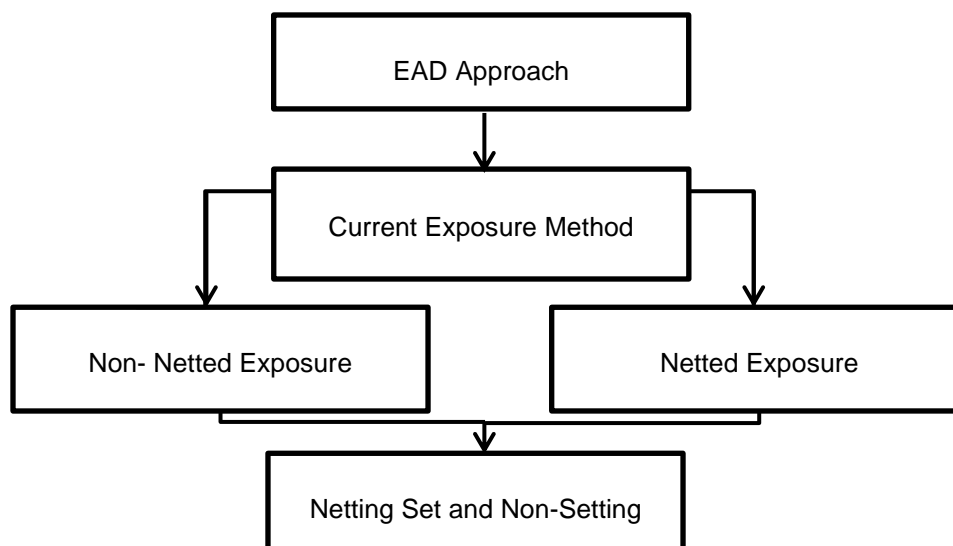 EAD Approach
Current Exposure Method
Non- Netted Exposure
Netted Exposure
Netting Set and Non-Setting